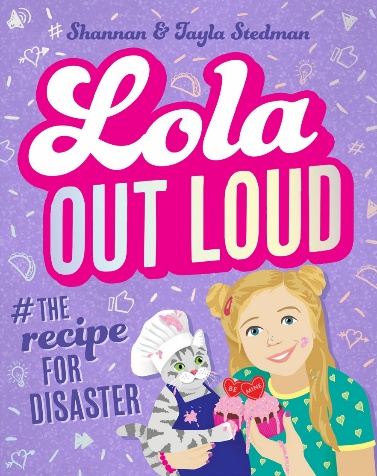 # Shannan & Tayla Stedman
Lola
OUT LOUD
# THE
recipe
FOR
DISASTER
BE MINE